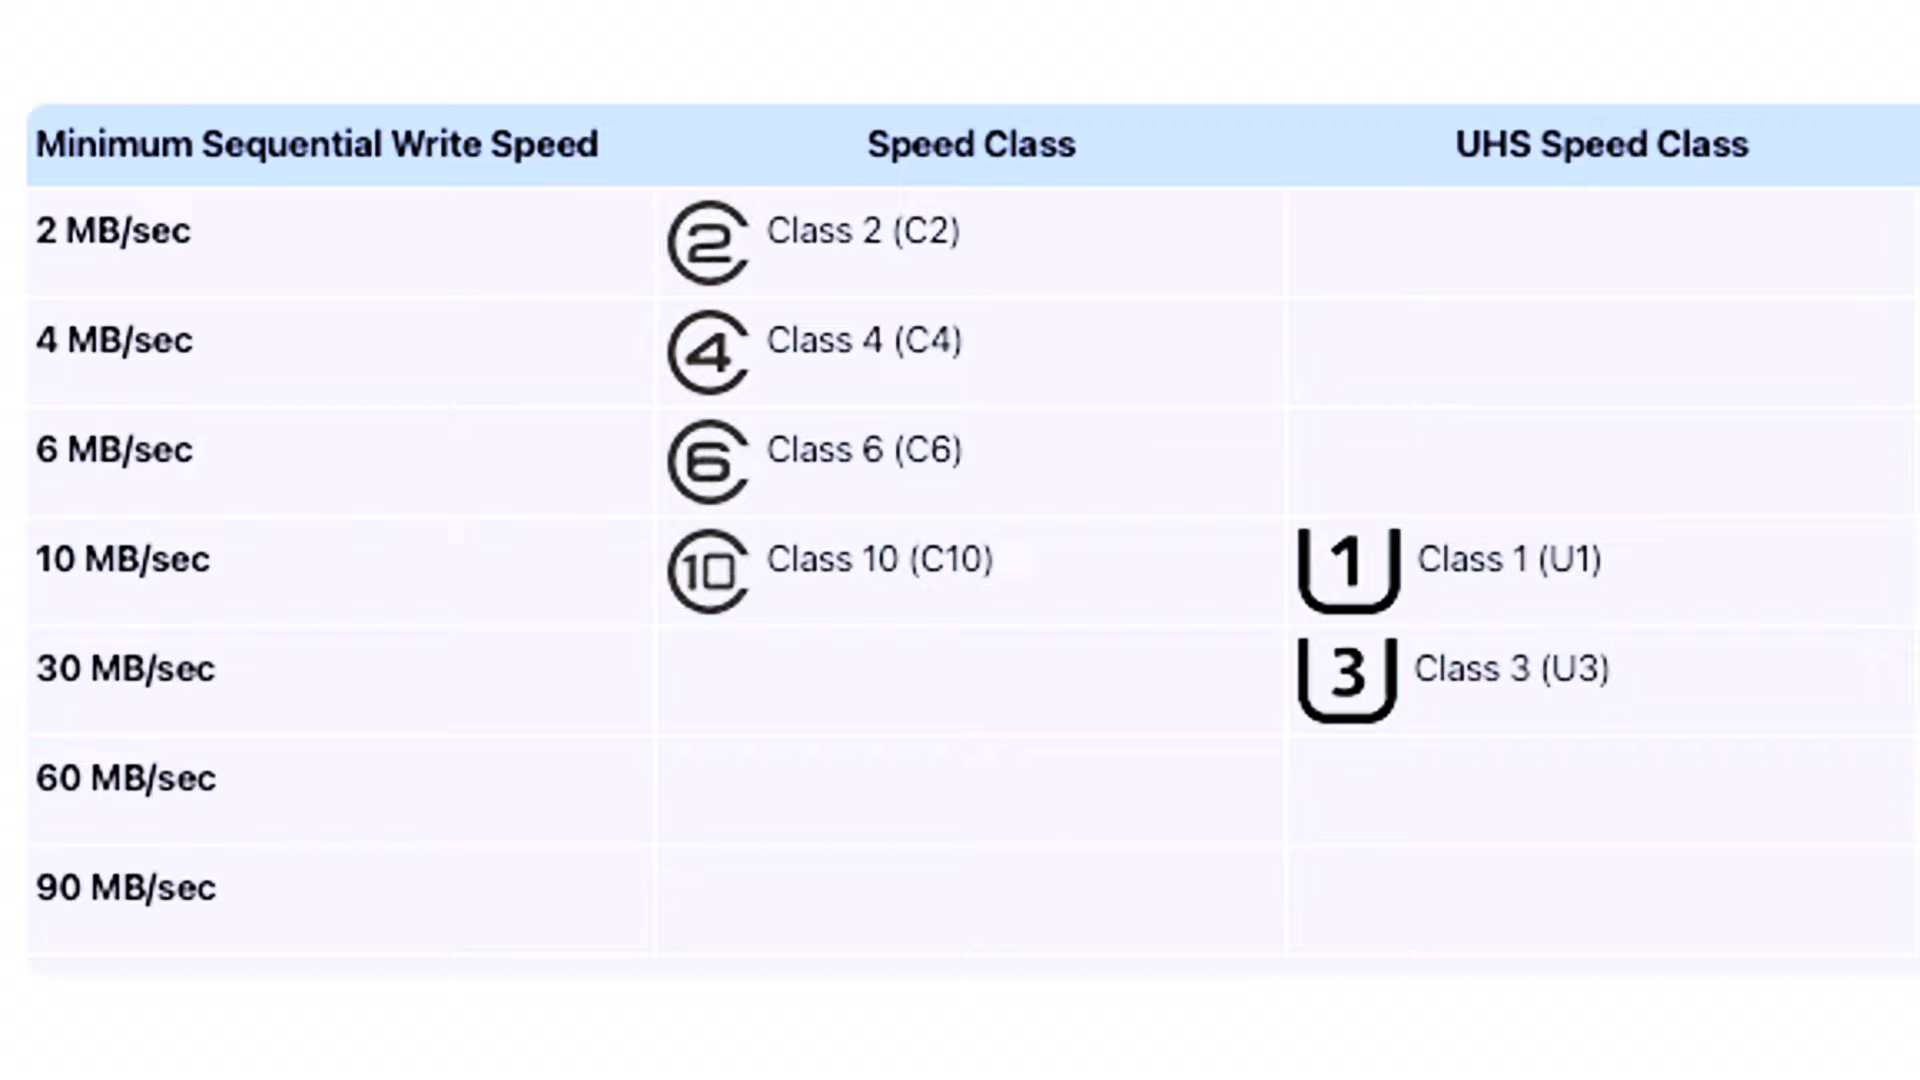 Minimum Sequential Write Speed Speed Class UHS Speed Class
2 MB/sec 2 Class 2 (C2)
4 MB/sec 4 Class 4 (C4)
6 MB/sec 6 Class 6 (C6)
10 MB/sec 10 Class 10 (C10) 1 Class 1 (U1)
30 MB/sec 3 Class 3 (U3)
60 MB/sec
90 MB/sec